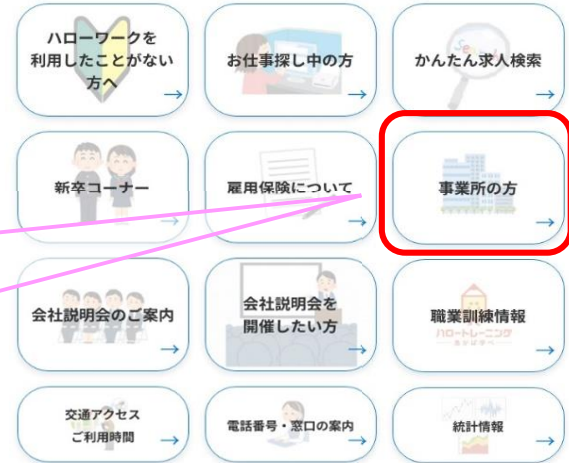 ハローワークを
利用したことがない
方へ
→
お仕事探し中の方
→
かんたん求人検索
Search
→
新卒コーナー
→
雇用保険について
→
事業所の方
→
会社説明会のご案内
→
会社説明会を
開催したい方
→
職業訓練情報
ハロートレーニング
→
交通アクセス
ご利用時間
→
電話番号・窓口の案内
→
統計情報
→